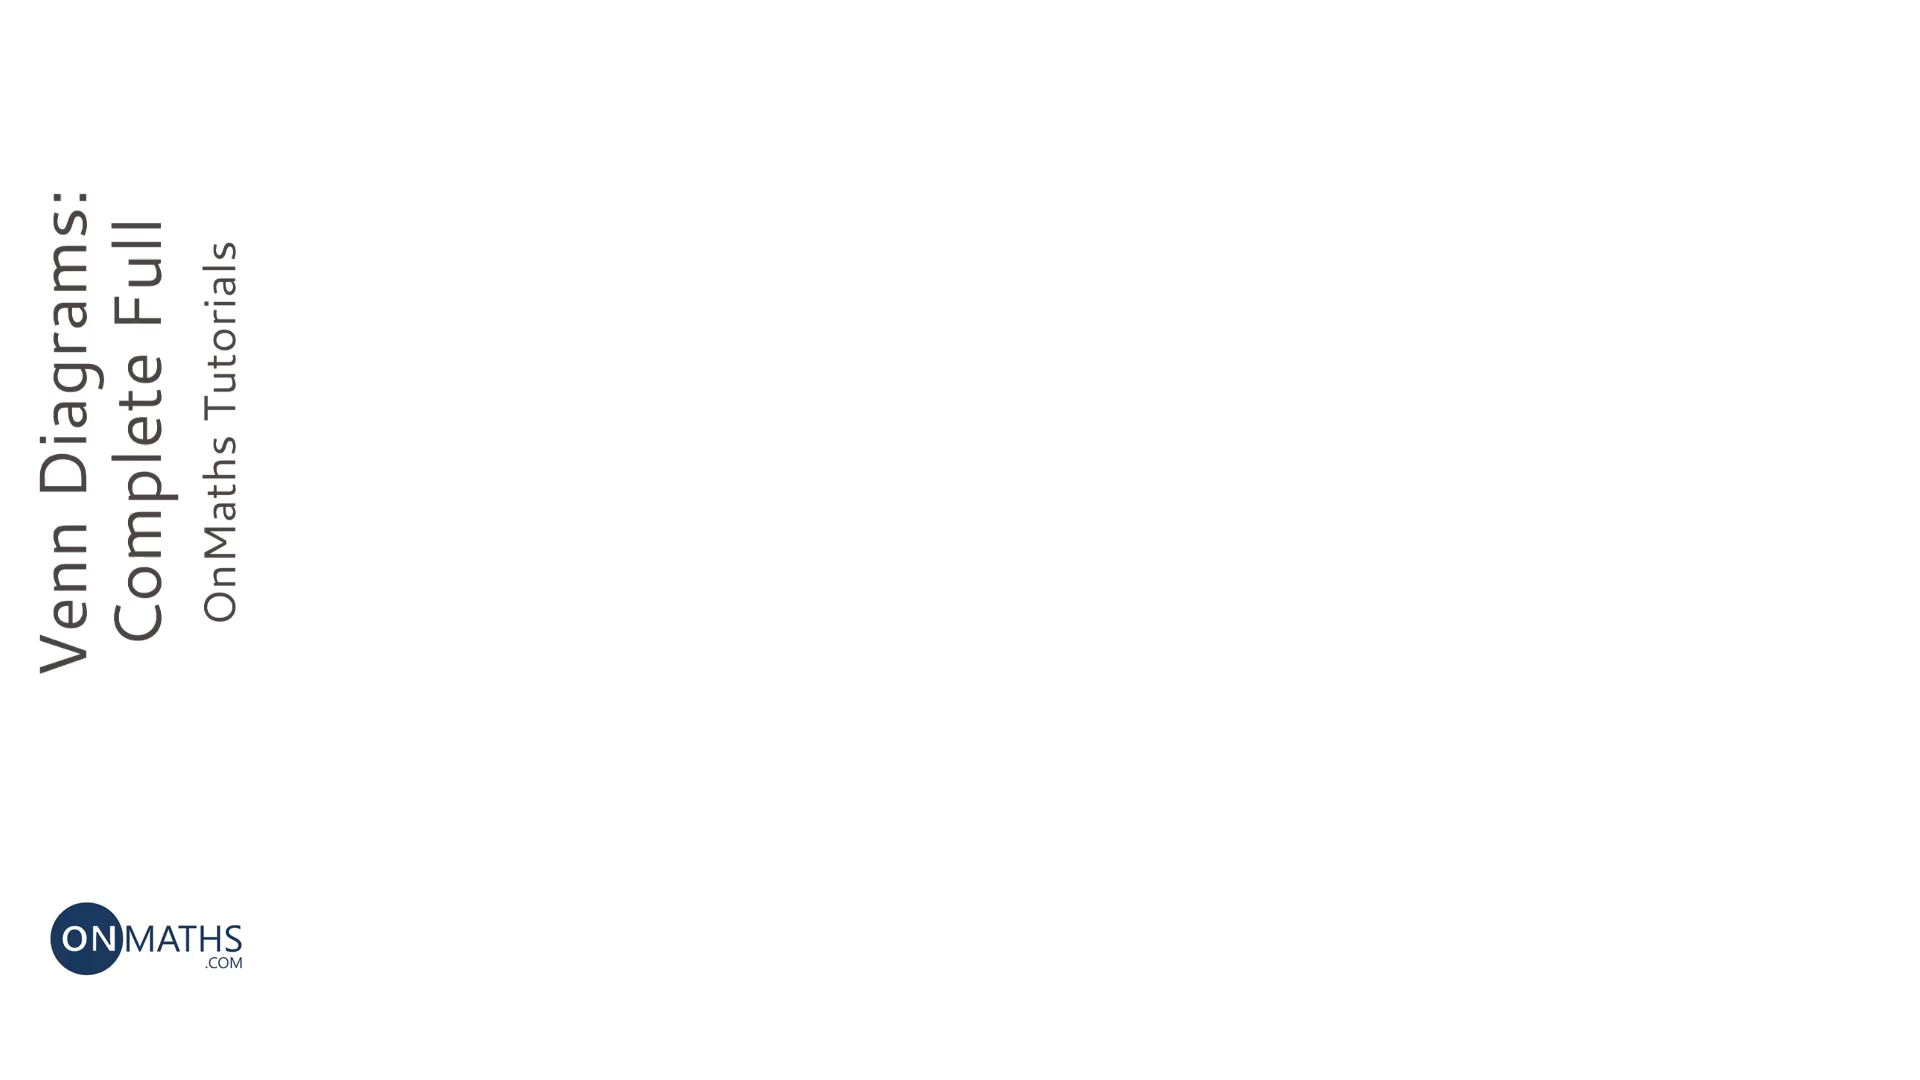 Venn Diagrams:
Complete Full
OnMaths Tutorials
ONMATHS
.COM